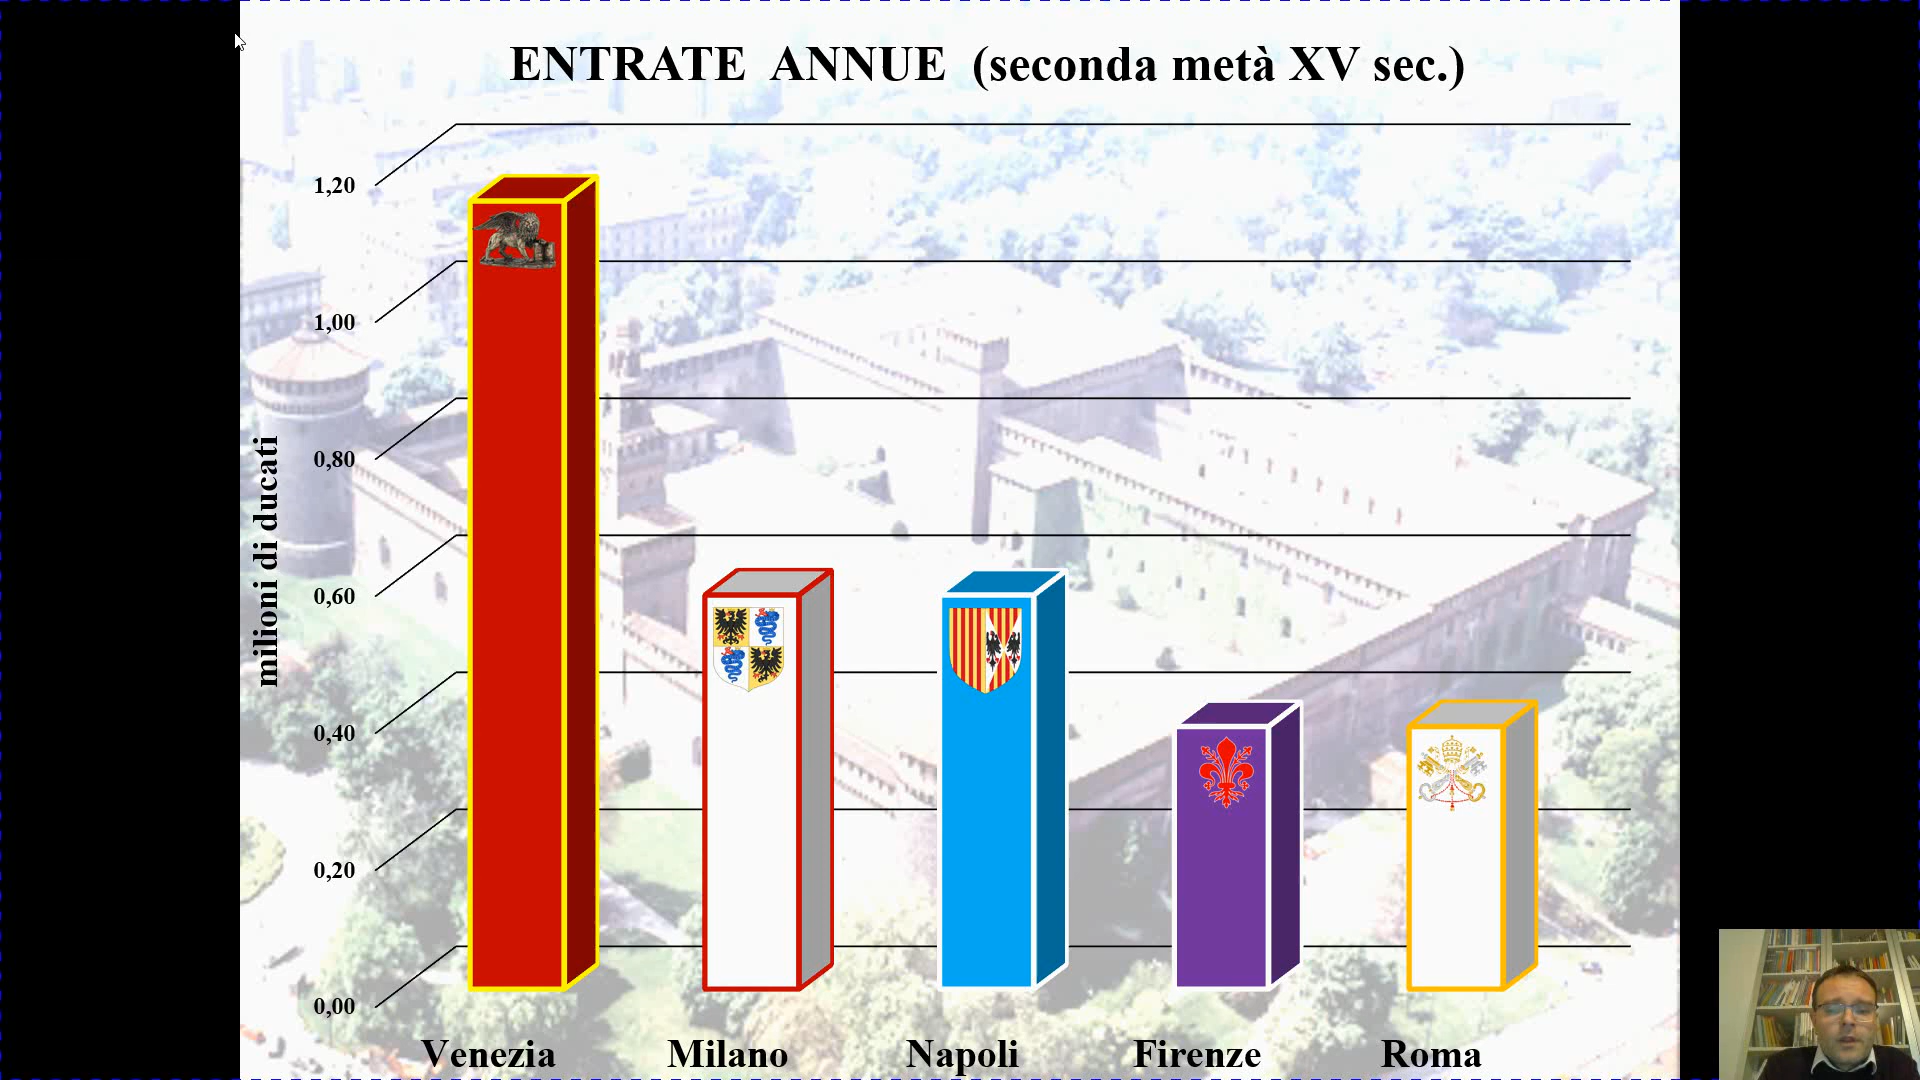 ENTRATE ANNUE (seconda metà XV sec.)
milioni di ducati
1,20
1,00
0,80
0,60
0,40
0,20
0,00
Venezia Milano Napoli Firenze Roma